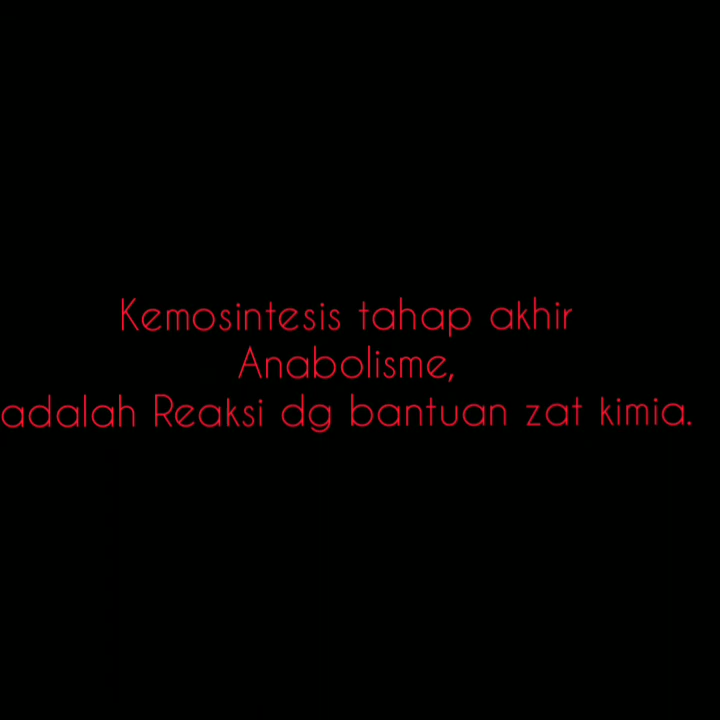 Kemosintesis tahap akhir
Anabolisme,
adalah Reaksi dg bantuan zat kimia.